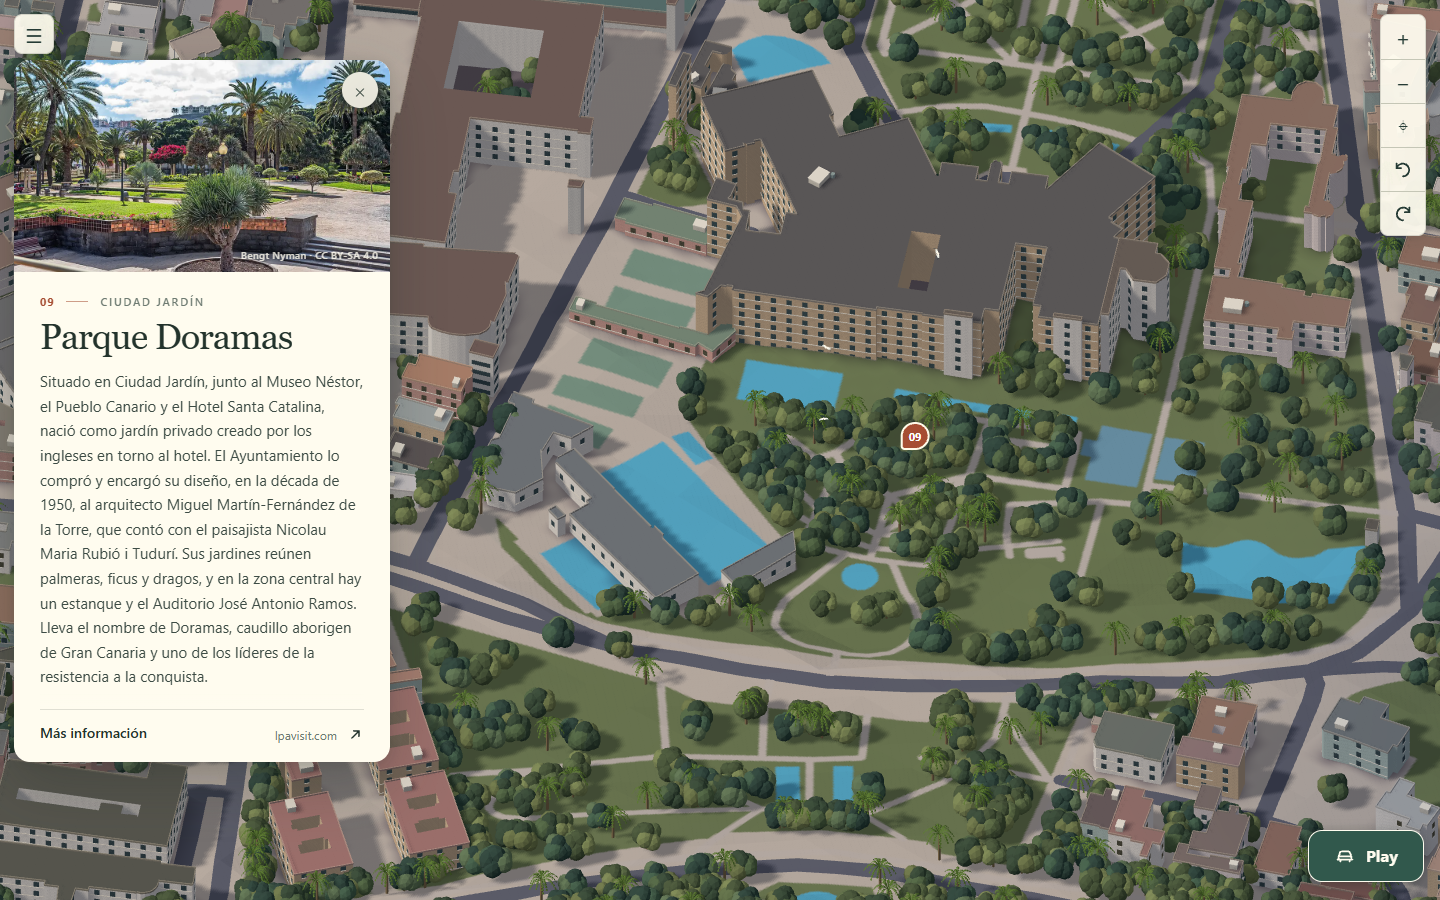 Bengt Nyman · CC BY-SA 4.0
09 CIUDAD JARDÍN
Parque Doramas
Situado en Ciudad Jardín, junto al Museo Néstor,
el Pueblo Canario y el Hotel Santa Catalina,
nació como jardín privado creado por los
ingleses en torno al hotel. El Ayuntamiento lo
compró y encargó su diseño, en la década de
1950, al arquitecto Miguel Martín-Fernández de
la Torre, que contó con el paisajista Nicolau
Maria Rubió i Tudurí. Sus jardines reúnen
palmeras, ficus y dragos, y en la zona central hay
un estanque y el Auditorio José Antonio Ramos.
Lleva el nombre de Doramas, caudillo aborigen
de Gran Canaria y uno de los líderes de la
resistencia a la conquista.
Más información
lpavisit.com
09
Play